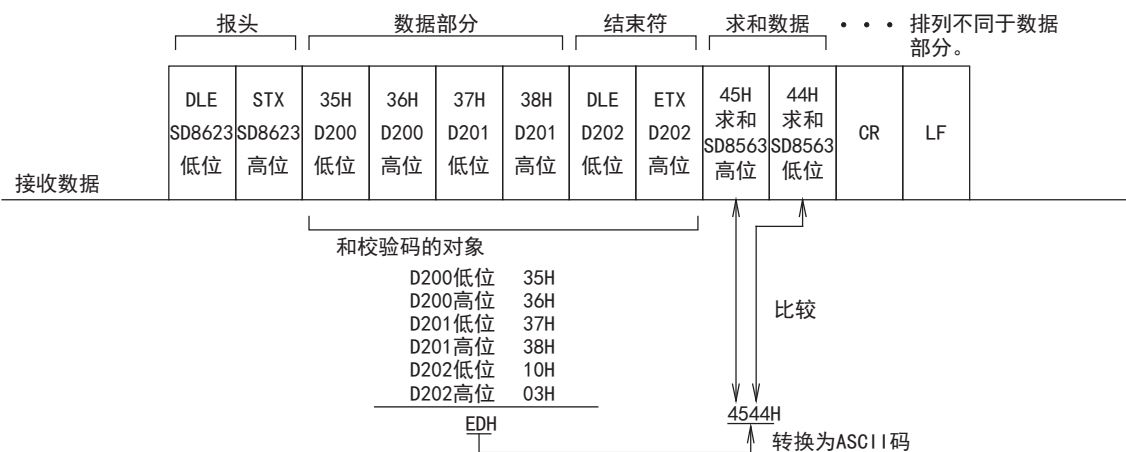 报头 数据部分 结束符 求和数据 ・・・ 排列不同于数据
部分。
DLE STX 35H 36H 37H 38H DLE ETX 45H 44H CR LF
求和 求和
SD8623 SD8623 D200 D200 D201 D201 D202 D202 SD8563 SD8563
低位 高位 低位 高位 低位 高位 低位 高位 高位 低位
接收数据
和校验码的对象
D200低位 35H
D200高位 36H
D201低位 37H
D201高位 38H
D202低位 10H
D202高位 03H
比较
EDH
4544H
转换为ASCII码